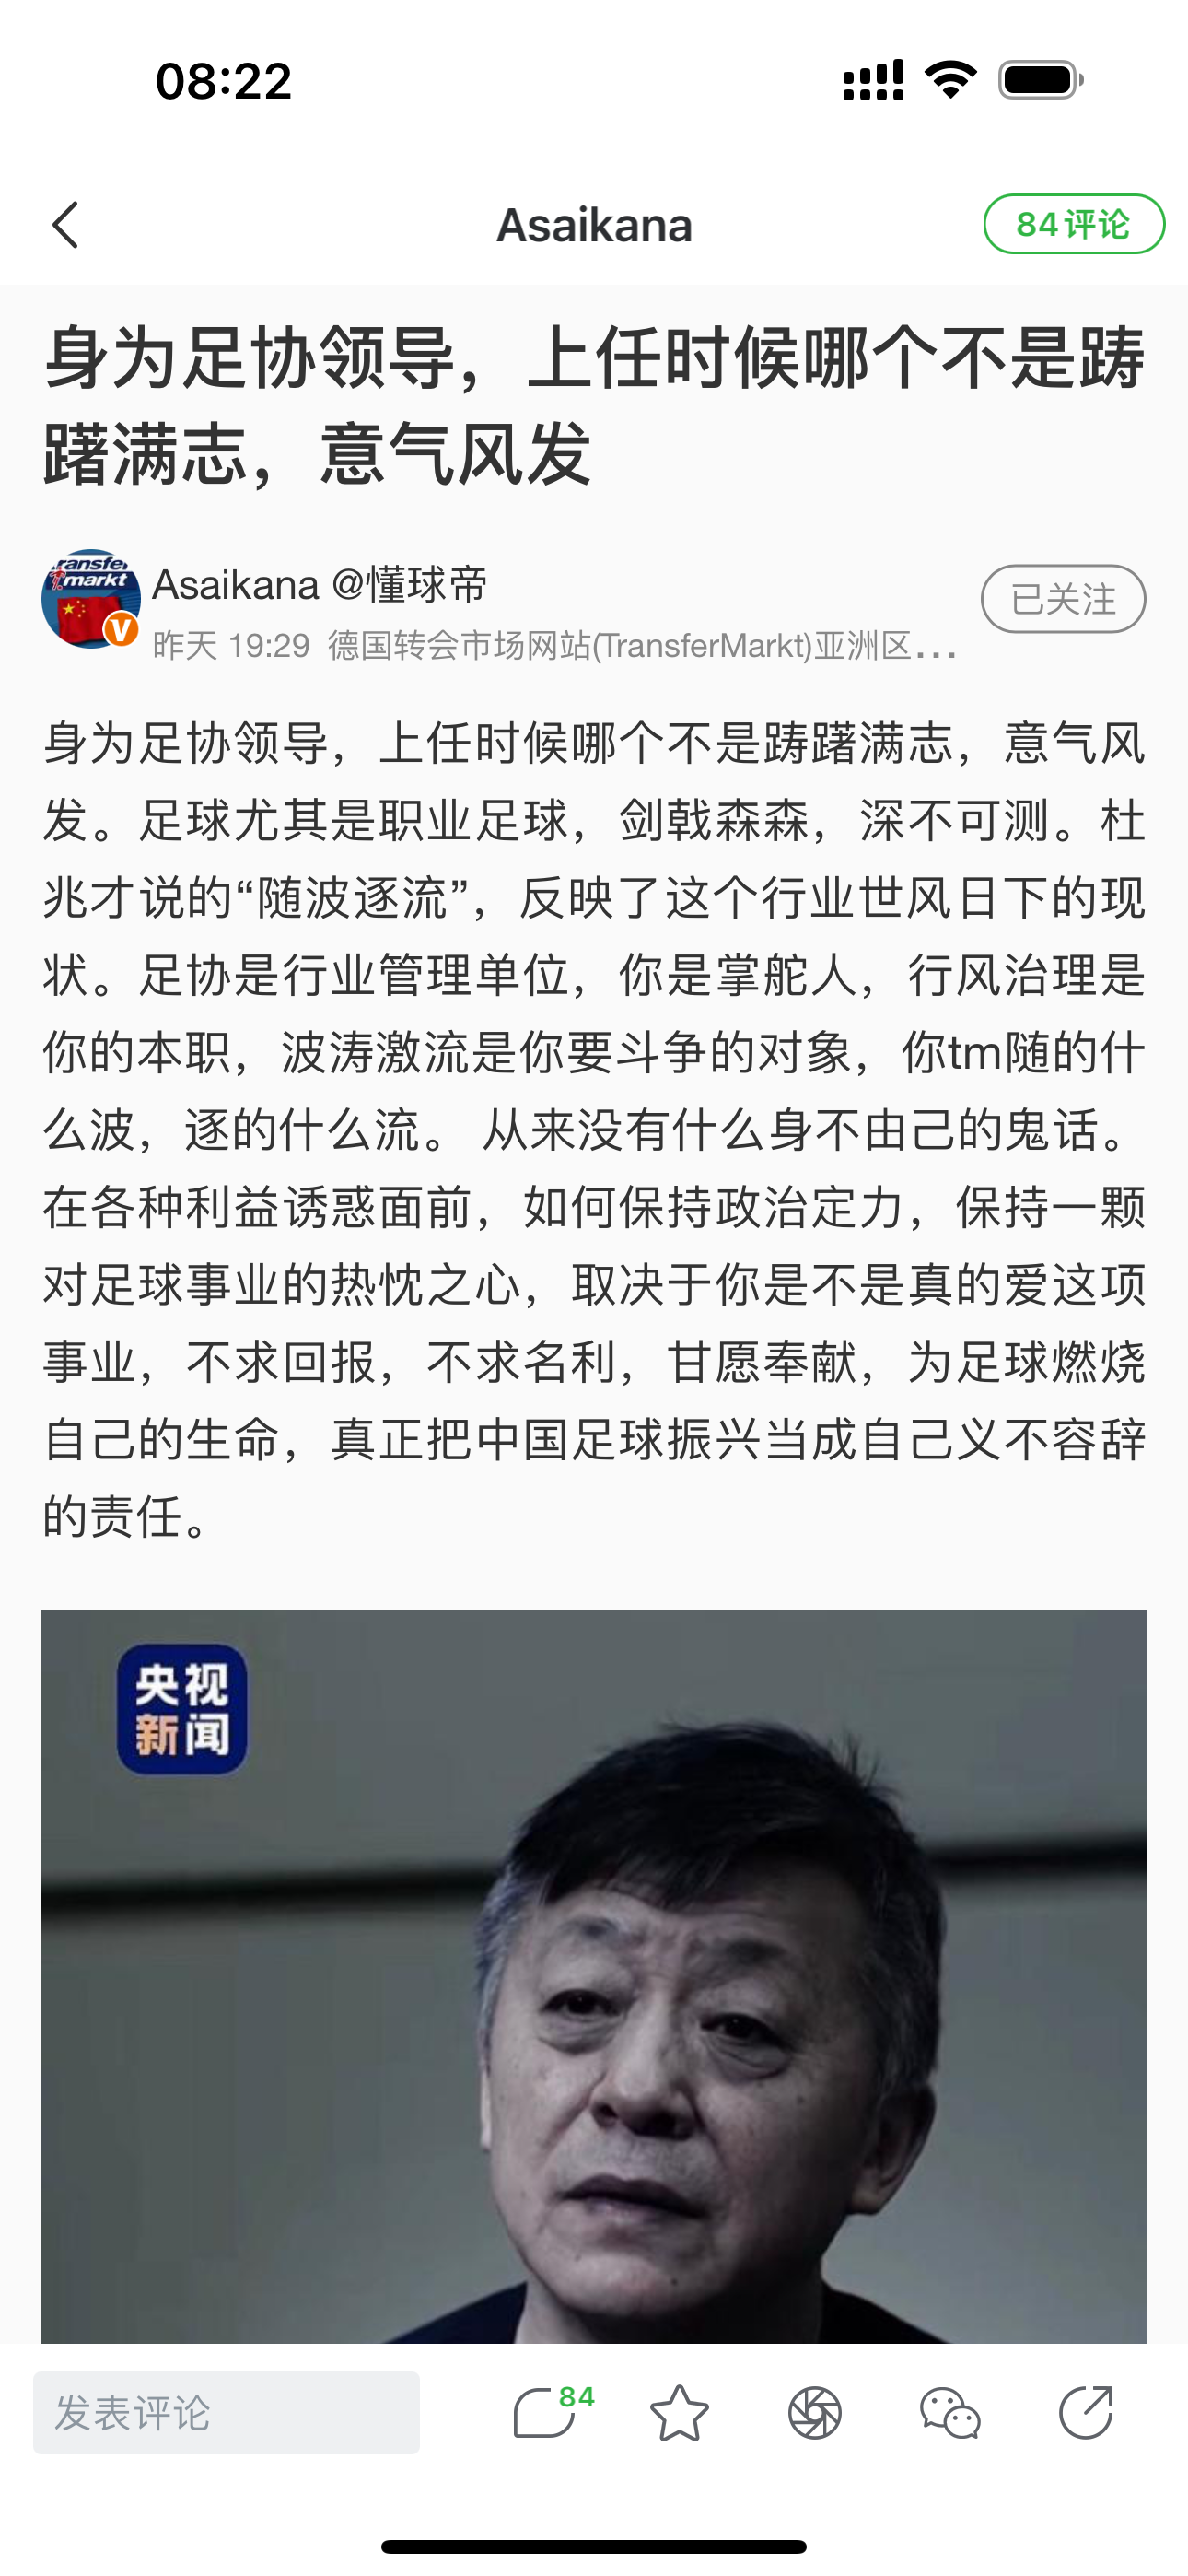 08:22
Asaikana
84评论
身为足协领导，上任时候哪个不是踌
躇满志，意气风发
transfer
markt
V
Asaikana @懂球帝
已关注
昨天 19:29 德国转会市场网站(TransferMarkt)亚洲区...
身为足协领导，上任时候哪个不是踌躇满志，意气风
发。足球尤其是职业足球，剑戟森森，深不可测。杜
兆才说的“随波逐流”，反映了这个行业世风日下的现
状。足协是行业管理单位，你是掌舵人，行风治理是
你的本职，波涛激流是你要斗争的对象，你tm随的什
么波，逐的什么流。 从来没有什么身不由己的鬼话。
在各种利益诱惑面前，如何保持政治定力，保持一颗
对足球事业的热忱之心，取决于你是不是真的爱这项
事业，不求回报，不求名利，甘愿奉献，为足球燃烧
自己的生命，真正把中国足球振兴当成自己义不容辞
的责任。
央视
新闻
发表评论
84